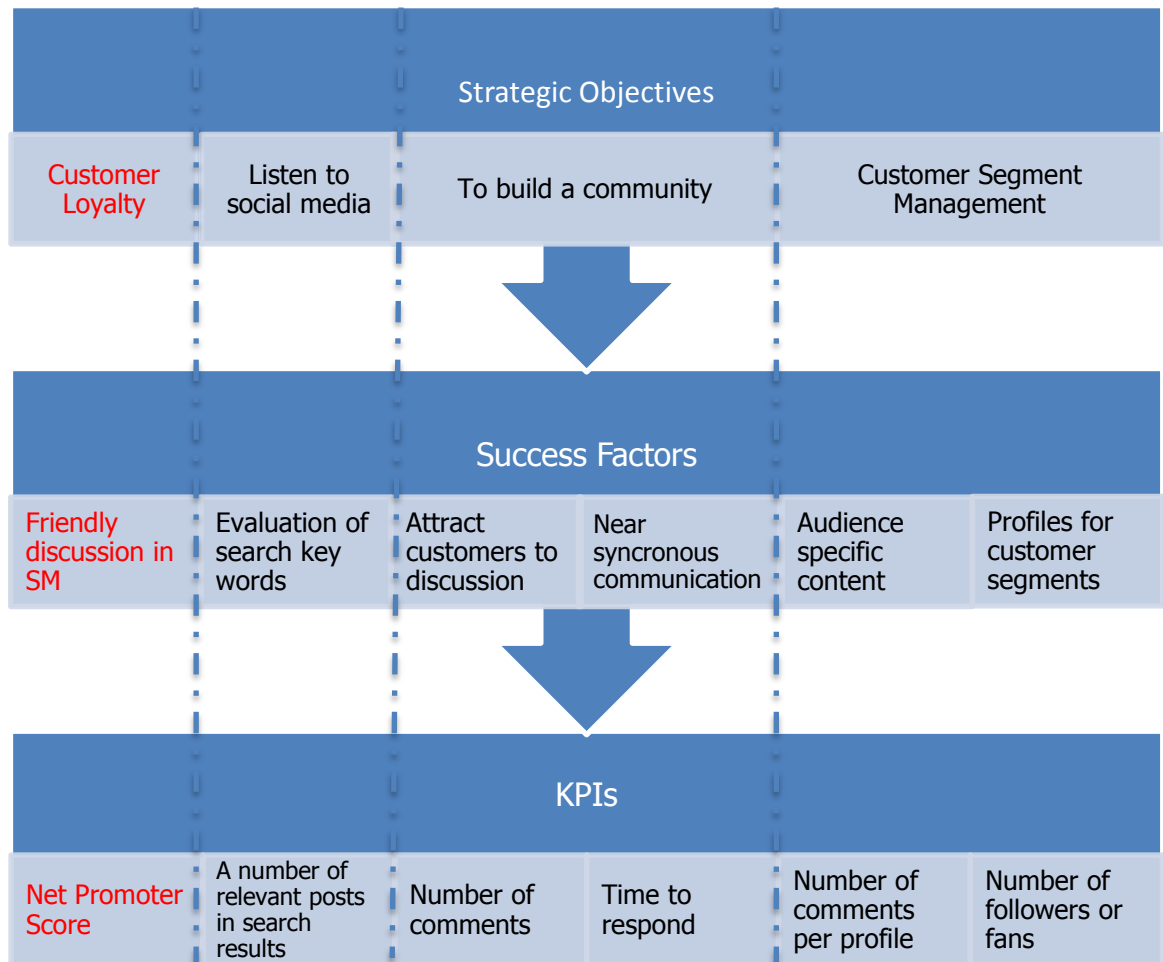 Strategic Objectives
Customer
Loyalty
Listen to
social media
To build a community
Customer Segment
Management
Success Factors
Friendly
discussion in
SM
Evaluation of
search key
words
Attract
customers to
discussion
Near
syncronous
communication
Audience
specific
content
Profiles for
customer
segments
KPIs
Net Promoter
Score
A number of
relevant posts
in search
results
Number of
comments
Time to
respond
Number of
comments
per profile
Number of
followers or
fans